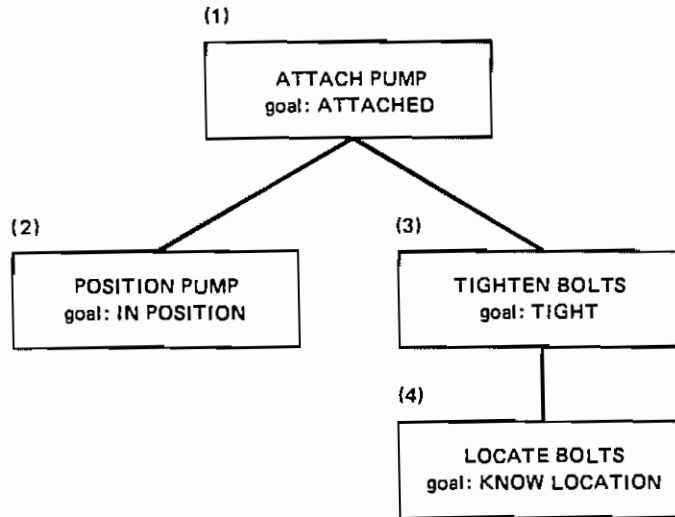 (1)
ATTACH PUMP
goal: ATTACHED
(2)
POSITION PUMP
goal: IN POSITION
(3)
TIGHTEN BOLTS
goal: TIGHT
(4)
LOCATE BOLTS
goal: KNOW LOCATION